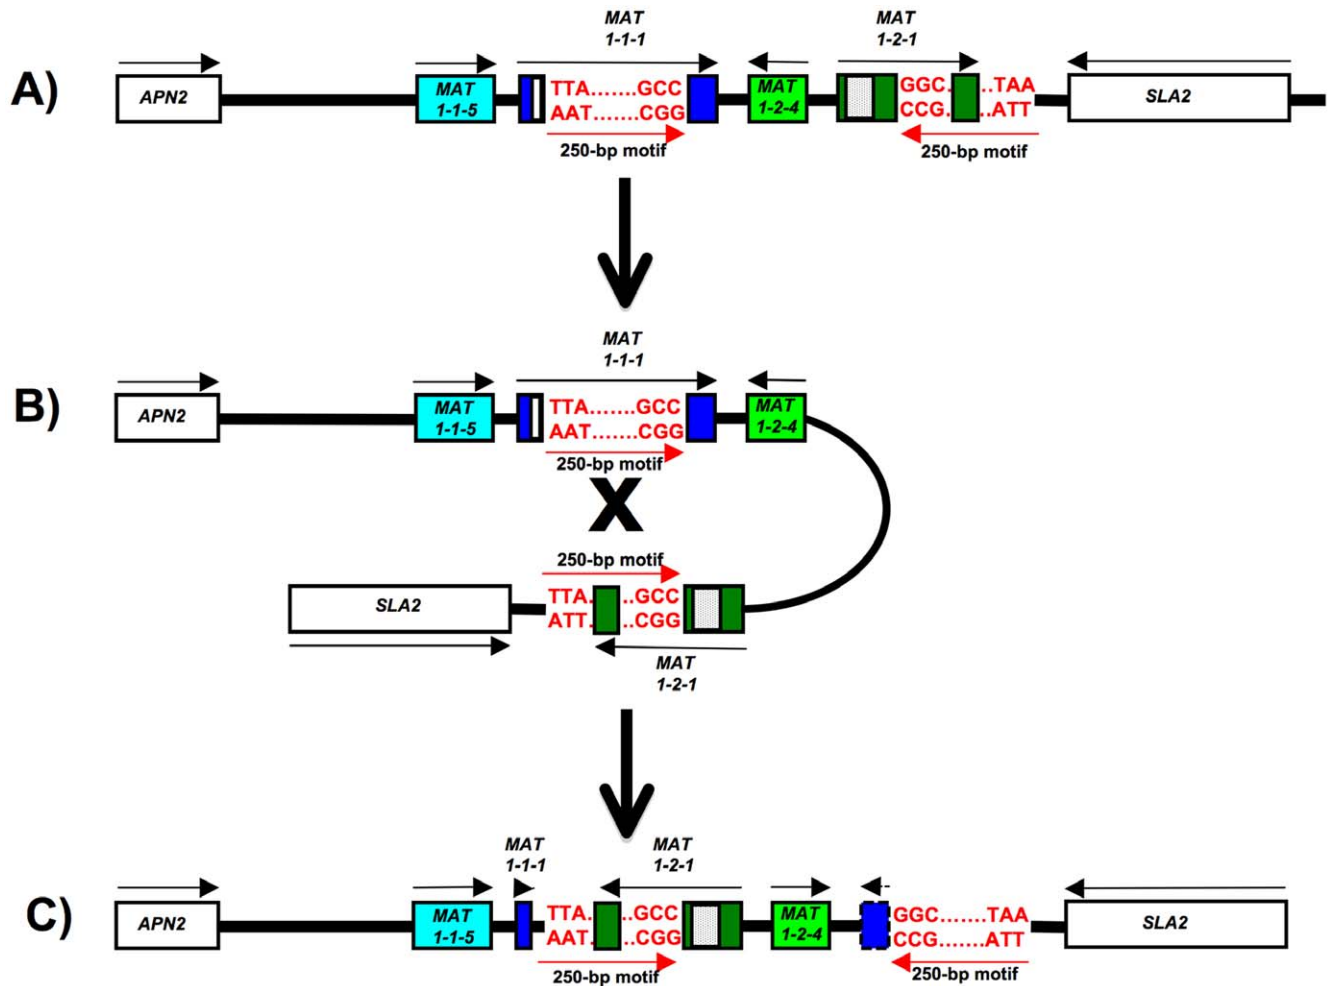 MAT
1-1-1
MAT
1-2-1
A)
APN2
MAT
1-1-5
TTA.......GCC
AAT.......CGG
MAT
1-2-4
GGC. ..TAA
CCG. ..ATT
SLA2
250-bp motif
250-bp motif
MAT
1-1-1
B)
APN2
MAT
1-1-5
TTA.......GCC
AAT.......CGG
MAT
1-2-4
250-bp motif
X
250-bp motif
SLA2
TTA. ..GCC
ATT. ..CGG
MAT
1-2-1
MAT
1-1-1
MAT
1-2-1
C)
APN2
MAT
1-1-5
TTA. ..GCC
AAT. ..CGG
MAT
1-2-4
GGC.......TAA
CCG.......ATT
SLA2
250-bp motif
250-bp motif